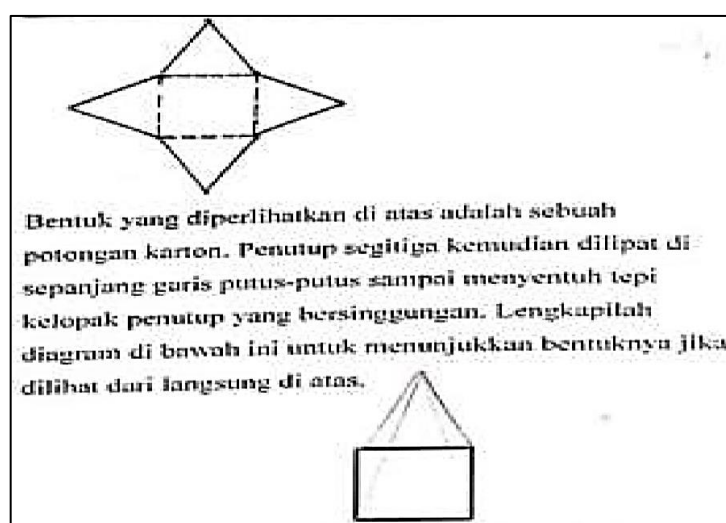 Bentuk yang diperlihatkan di atas adalah sebuah
potongan karton. Penutup segitiga kemudian dilipat di
sepanjang garis putus-putus sampai menyentuh tepi
kelopak penutup yang bersinggungan. Lengkapilah
diagram di bawah ini untuk menunjukkan bentuknya jika
dilihat dari langsung di atas.